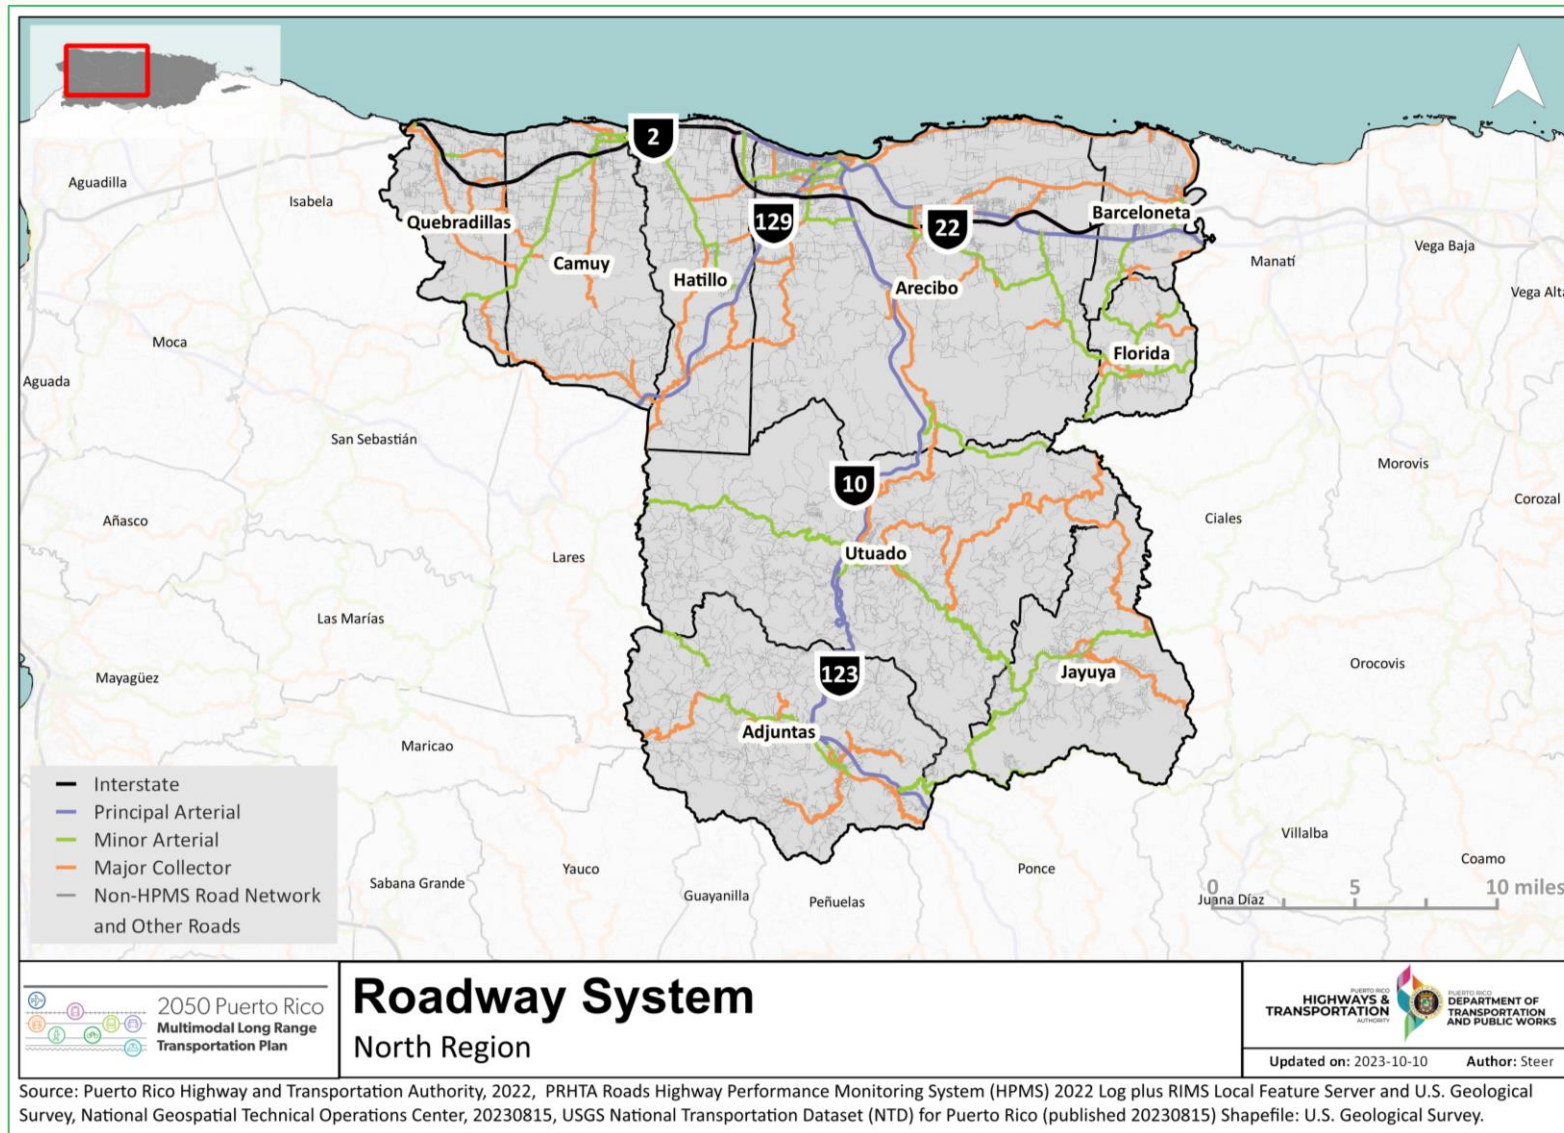 2
Aguadilla
Isabela
Quebradillas
129
22
Barceloneta
Camuy
Hatillo
Arecibo
Manatí
Vega Baja
Vega Alta
Moca
Aguada
Florida
San Sebastián
Morovis
10
Corozal
Añasco
Ciales
Lares
Utuado
Las Marías
123
Jayuya
Orocovis
Mayagüez
Adjuntas
Maricao
Interstate
Principal Arterial
Minor Arterial
Major Collector
Non-HPMS Road Network
and Other Roads
Villalba
Coamo
Yauco
Ponce
Sabana Grande
Guayanilla
Peñuelas
0 5 10 miles
Juana Díaz
2050 Puerto Rico
Multimodal Long Range
Transportation Plan
Roadway System
North Region
PUERTO RICO
HIGHWAYS &
TRANSPORTATION
AUTHORITY
PUERTO RICO
DEPARTMENT OF
TRANSPORTATION
AND PUBLIC WORKS
Updated on: 2023-10-10 Author: Steer
Source: Puerto Rico Highway and Transportation Authority, 2022, PRHTA Roads Highway Performance Monitoring System (HPMS) 2022 Log plus RIMS Local Feature Server and U.S. Geological
Survey, National Geospatial Technical Operations Center, 20230815, USGS National Transportation Dataset (NTD) for Puerto Rico (published 20230815) Shapefile: U.S. Geological Survey.